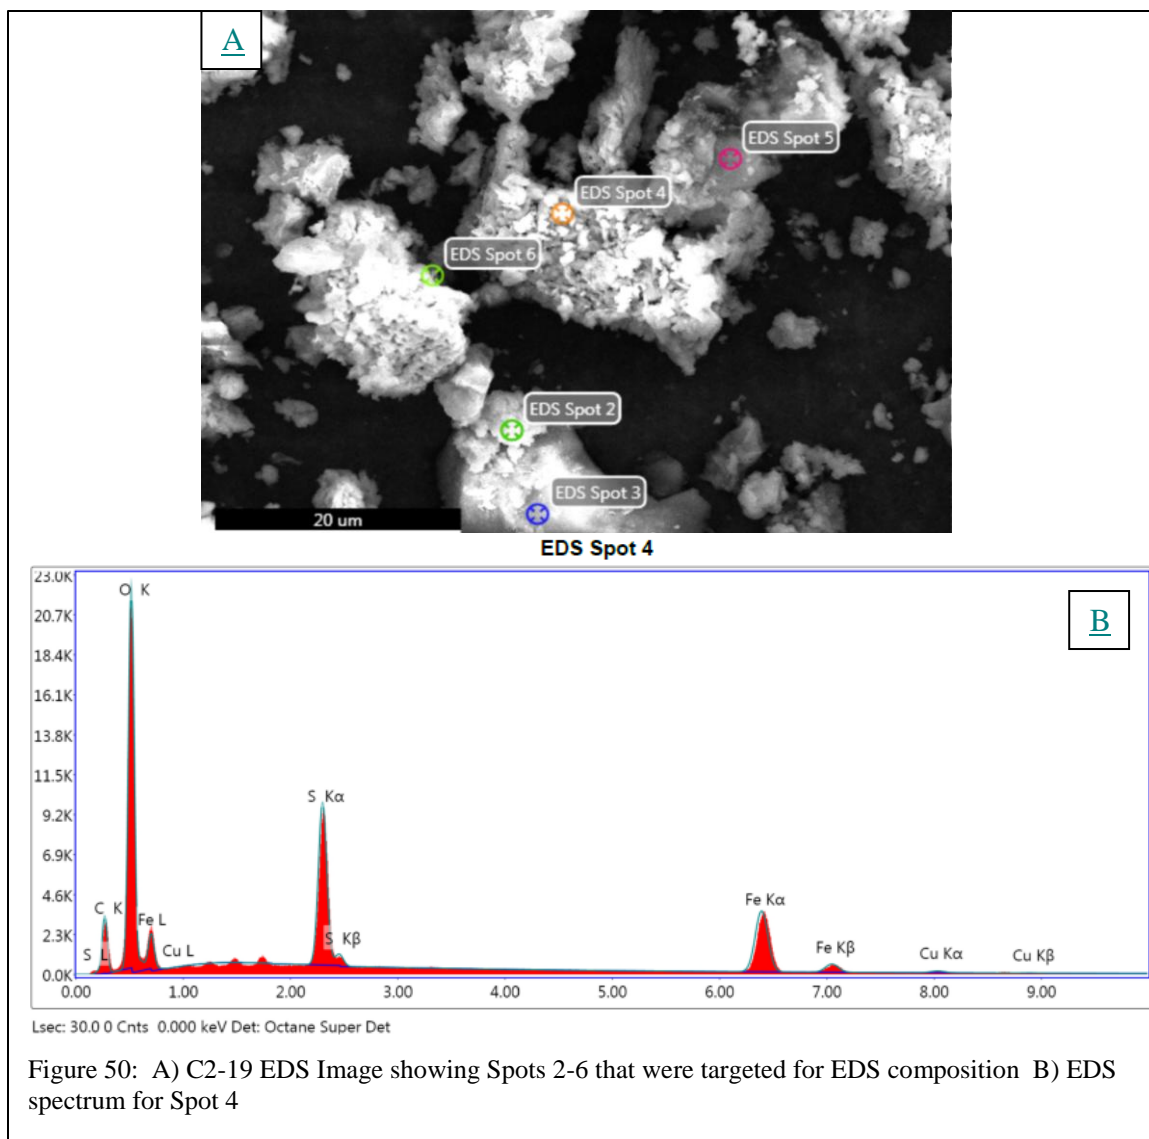 A
EDS Spot 5
EDS Spot 4
EDS Spot 6
EDS Spot 2
EDS Spot 3
20 um
EDS Spot 4
B
23.0K
20.7K
18.4K
16.1K
13.8K
11.5K
9.2K
6.9K
4.6K
2.3K
0.0K
O K
S Kα
C K
Fe L
S L
Cu L
S Kβ
Fe Kα
Fe Kβ
Cu Kα
Cu Kβ
0.00 1.00 2.00 3.00 4.00 5.00 6.00 7.00 8.00 9.00
Lsec: 30.0 0 Cnts 0.000 keV Det: Octane Super Det
Figure 50: A) C2-19 EDS Image showing Spots 2-6 that were targeted for EDS composition B) EDS
spectrum for Spot 4